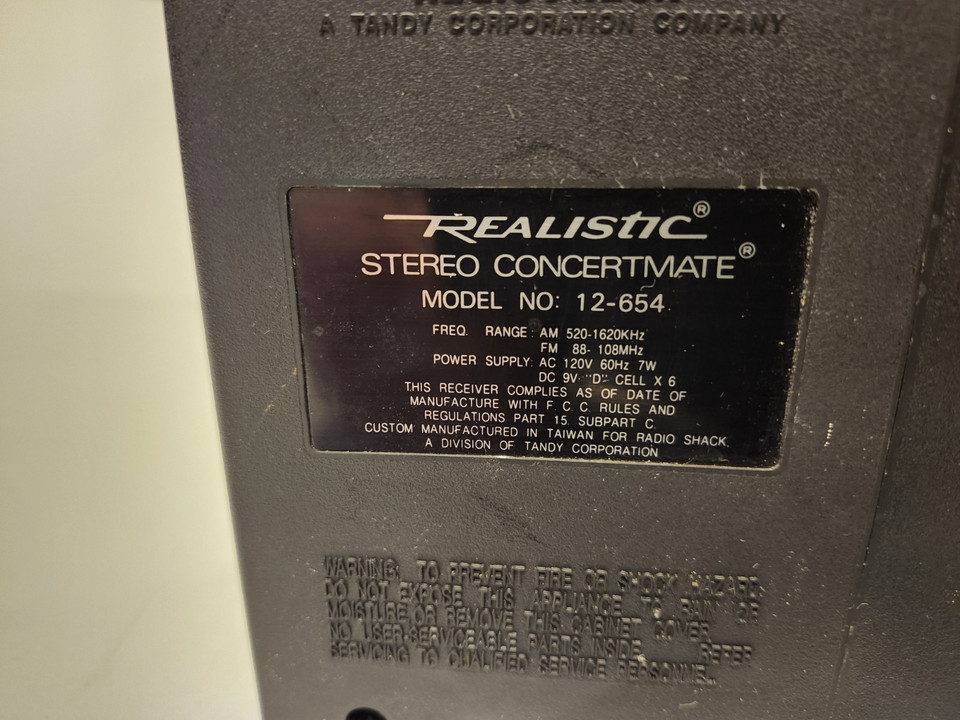 A TANDY CORPORATION COMPANY
REALISTIC®
STEREO CONCERTMATE®
MODEL NO: 12-654
FREQ. RANGE: AM 520-1620KHz
FM 88-108MHz
POWER SUPPLY: AC 120V 60Hz 7W
DC 9V "D" CELL X 6
THIS RECEIVER COMPLIES AS OF DATE OF
MANUFACTURE WITH F.C.C. RULES AND
REGULATIONS PART 15. SUBPART C.
CUSTOM MANUFACTURED IN TAIWAN FOR RADIO SHACK,
A DIVISION OF TANDY CORPORATION
WARNING: TO PREVENT FIRE OR SHOCK HAZARD,
DO NOT EXPOSE THIS APPLIANCE TO RAIN OR
MOISTURE OR REMOVE THIS CABINET COVER
NO USER-SERVICEABLE PARTS INSIDE REFER
SERVICING TO QUALIFIED SERVICE PERSONNEL.